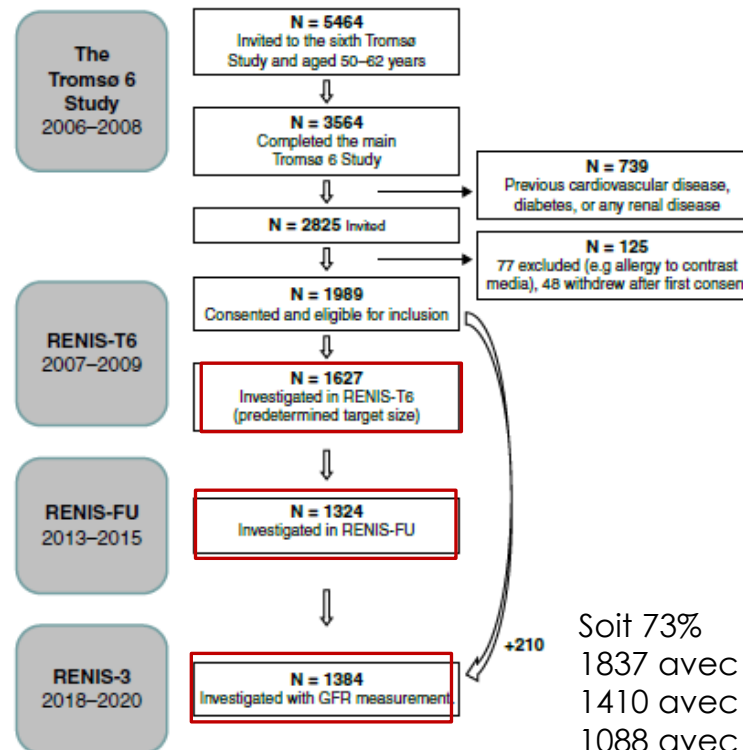 The
Tromsø 6
Study
2006–2008
N = 5464
Invited to the sixth Tromsø
Study and aged 50–62 years
N = 3564
Completed the main
Tromsø 6 Study
N = 739
Previous cardiovascular disease,
diabetes, or any renal disease
N = 2825 Invited
N = 125
77 excluded (e.g allergy to contrast
media), 48 withdrew after first consen
RENIS-T6
2007–2009
N = 1989
Consented and eligible for inclusion
N = 1627
Investigated in RENIS-T6
(predetermined target size)
RENIS-FU
2013–2015
N = 1324
Investigated in RENIS-FU
RENIS-3
2018–2020
N = 1384
Investigated with GFR measurement.
+210
Soit 73%
1837 avec
1410 avec
1088 avec